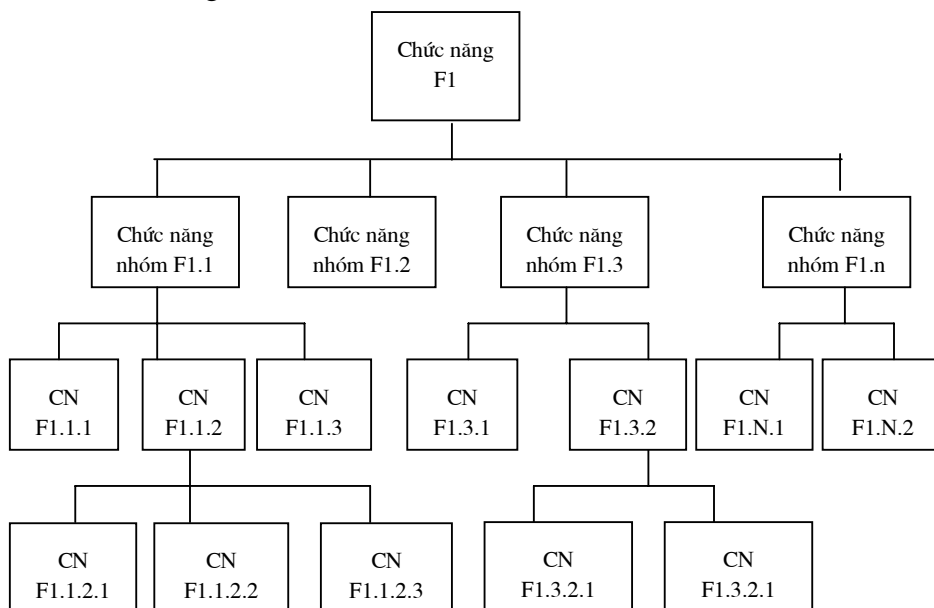 Chức năng
F1
Chức năng
nhóm F1.1
Chức năng
nhóm F1.2
Chức năng
nhóm F1.3
Chức năng
nhóm F1.n
CN
F1.1.1
CN
F1.1.2
CN
F1.1.3
CN
F1.3.1
CN
F1.3.2
CN
F1.N.1
CN
F1.N.2
CN
F1.1.2.1
CN
F1.1.2.2
CN
F1.1.2.3
CN
F1.3.2.1
CN
F1.3.2.1